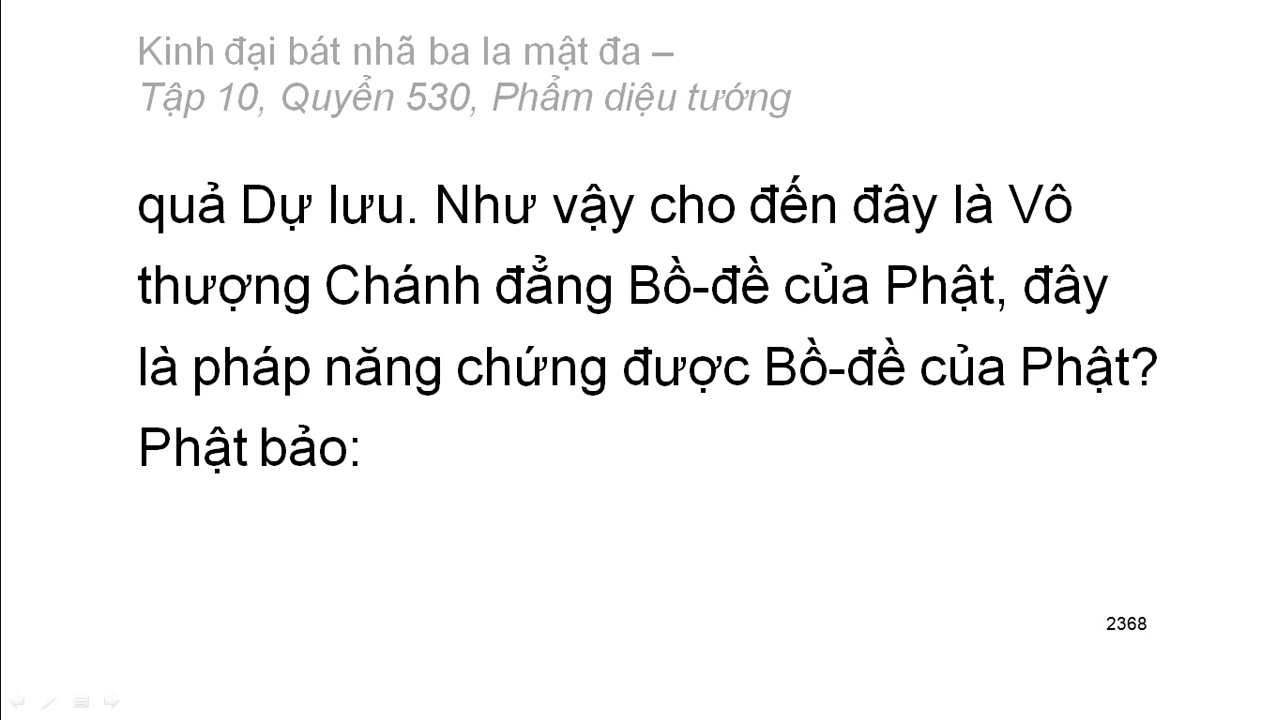 Kinh đại bát nhã ba la mật đa –
Tập 10, Quyển 530, Phẩm diệu tướng
quả Dự lưu. Như vậy cho đến đây là Vô
thượng Chánh đẳng Bồ-đề của Phật, đây
là pháp năng chứng được Bồ-đề của Phật?
Phật bảo:
2368